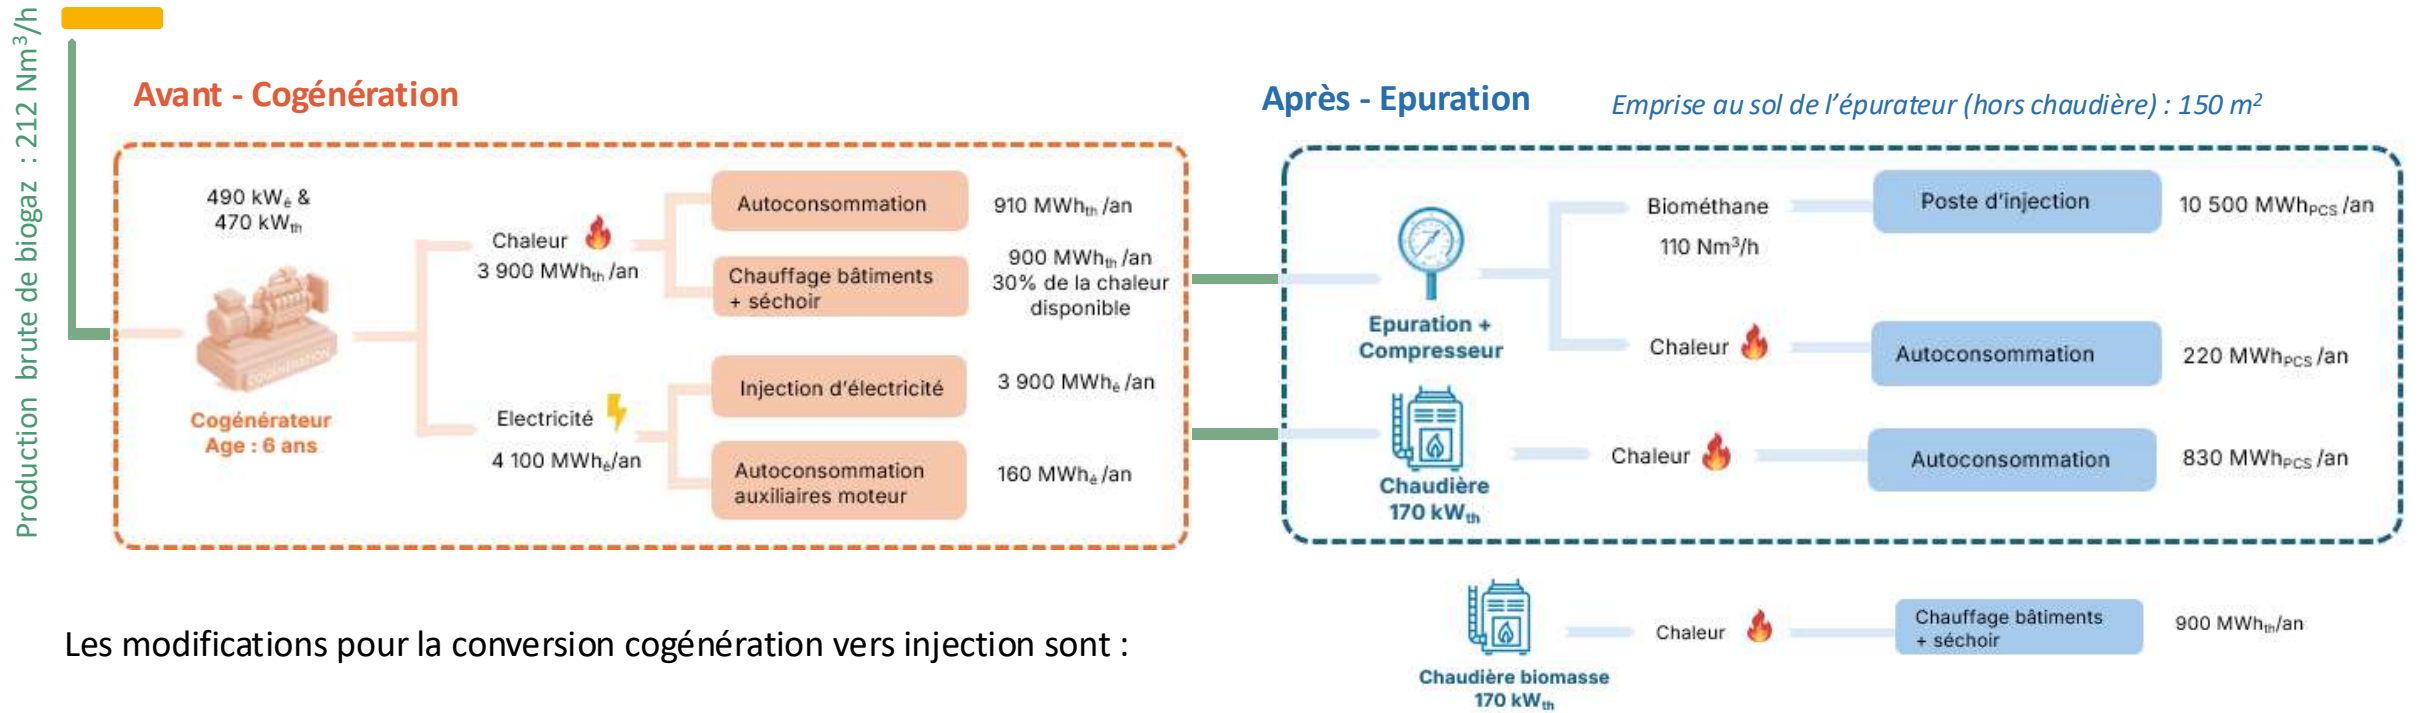 Production brute de biogaz : 212 Nm³/h
Avant - Cogénération
490 kWé &
470 kWth
COGÉNÉRATION
Cogénérateur
Age : 6 ans
Chaleur
3 900 MWhth /an
Autoconsommation
910 MWhth /an
Chauffage bâtiments
+ séchoir
900 MWhth /an
30% de la chaleur
disponible
Electricité
4 100 MWhé/an
Injection d'électricité
3 900 MWhé /an
Autoconsommation
auxiliaires moteur
160 MWhé /an
Après - Epuration
Emprise au sol de l'épurateur (hors chaudière) : 150 m²
Epuration +
Compresseur
Biométhane
110 Nm³/h
Poste d'injection
10 500 MWhPCS /an
Chaleur
Autoconsommation
220 MWhPCS /an
Chaudière
170 kWth
Chaleur
Autoconsommation
830 MWhPCS /an
Chaudière biomasse
170 kWth
Chaleur
Chauffage bâtiments
+ séchoir
900 MWhth/an
Les modifications pour la conversion cogénération vers injection sont :